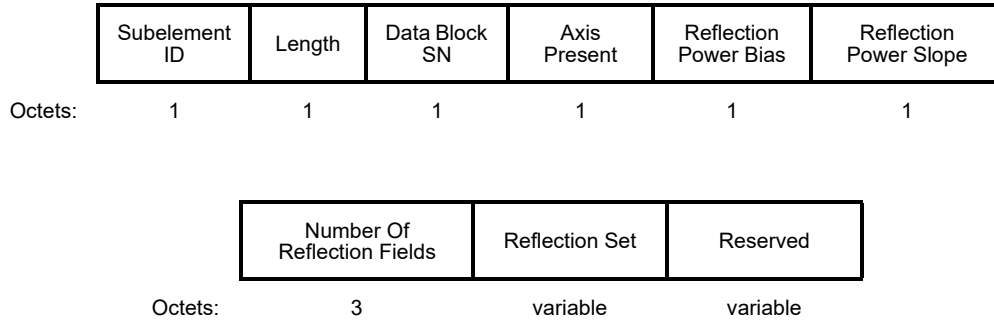 Subelement ID
Length
Data Block SN
Axis Present
Reflection Power Bias
Reflection Power Slope
Octets: 1 1 1 1 1 1
Number Of Reflection Fields
Reflection Set
Reserved
Octets: 3 variable variable